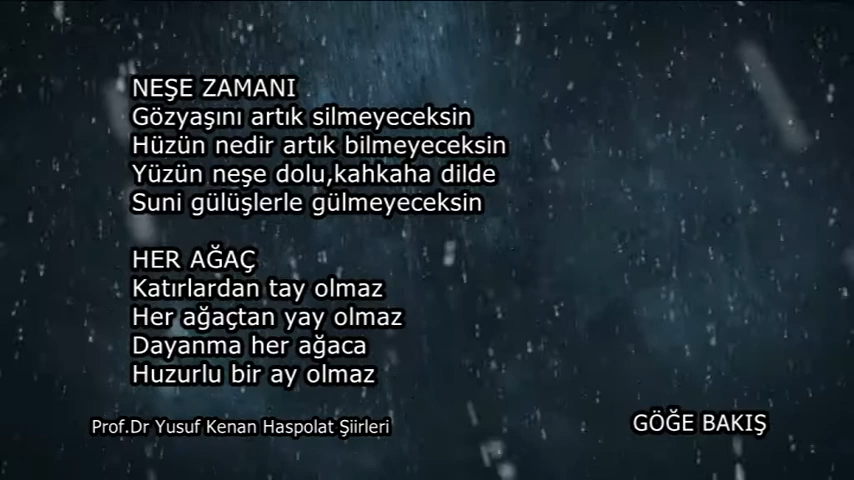 NEŞE ZAMANI
Gözyaşını artık silmeyeceksin
Hüzün nedir artık bilmeyeceksin
Yüzün neşe dolu,kahkaha dilde
Suni gülüşlerle gülmeyeceksin
HER AĞAÇ
Katırlardan tay olmaz
Her ağaçtan yay olmaz
Dayanma her ağaca
Huzurlu bir ay olmaz
Prof.Dr Yusuf Kenan Haspolat Şiirleri
GÖĞE BAKIŞ